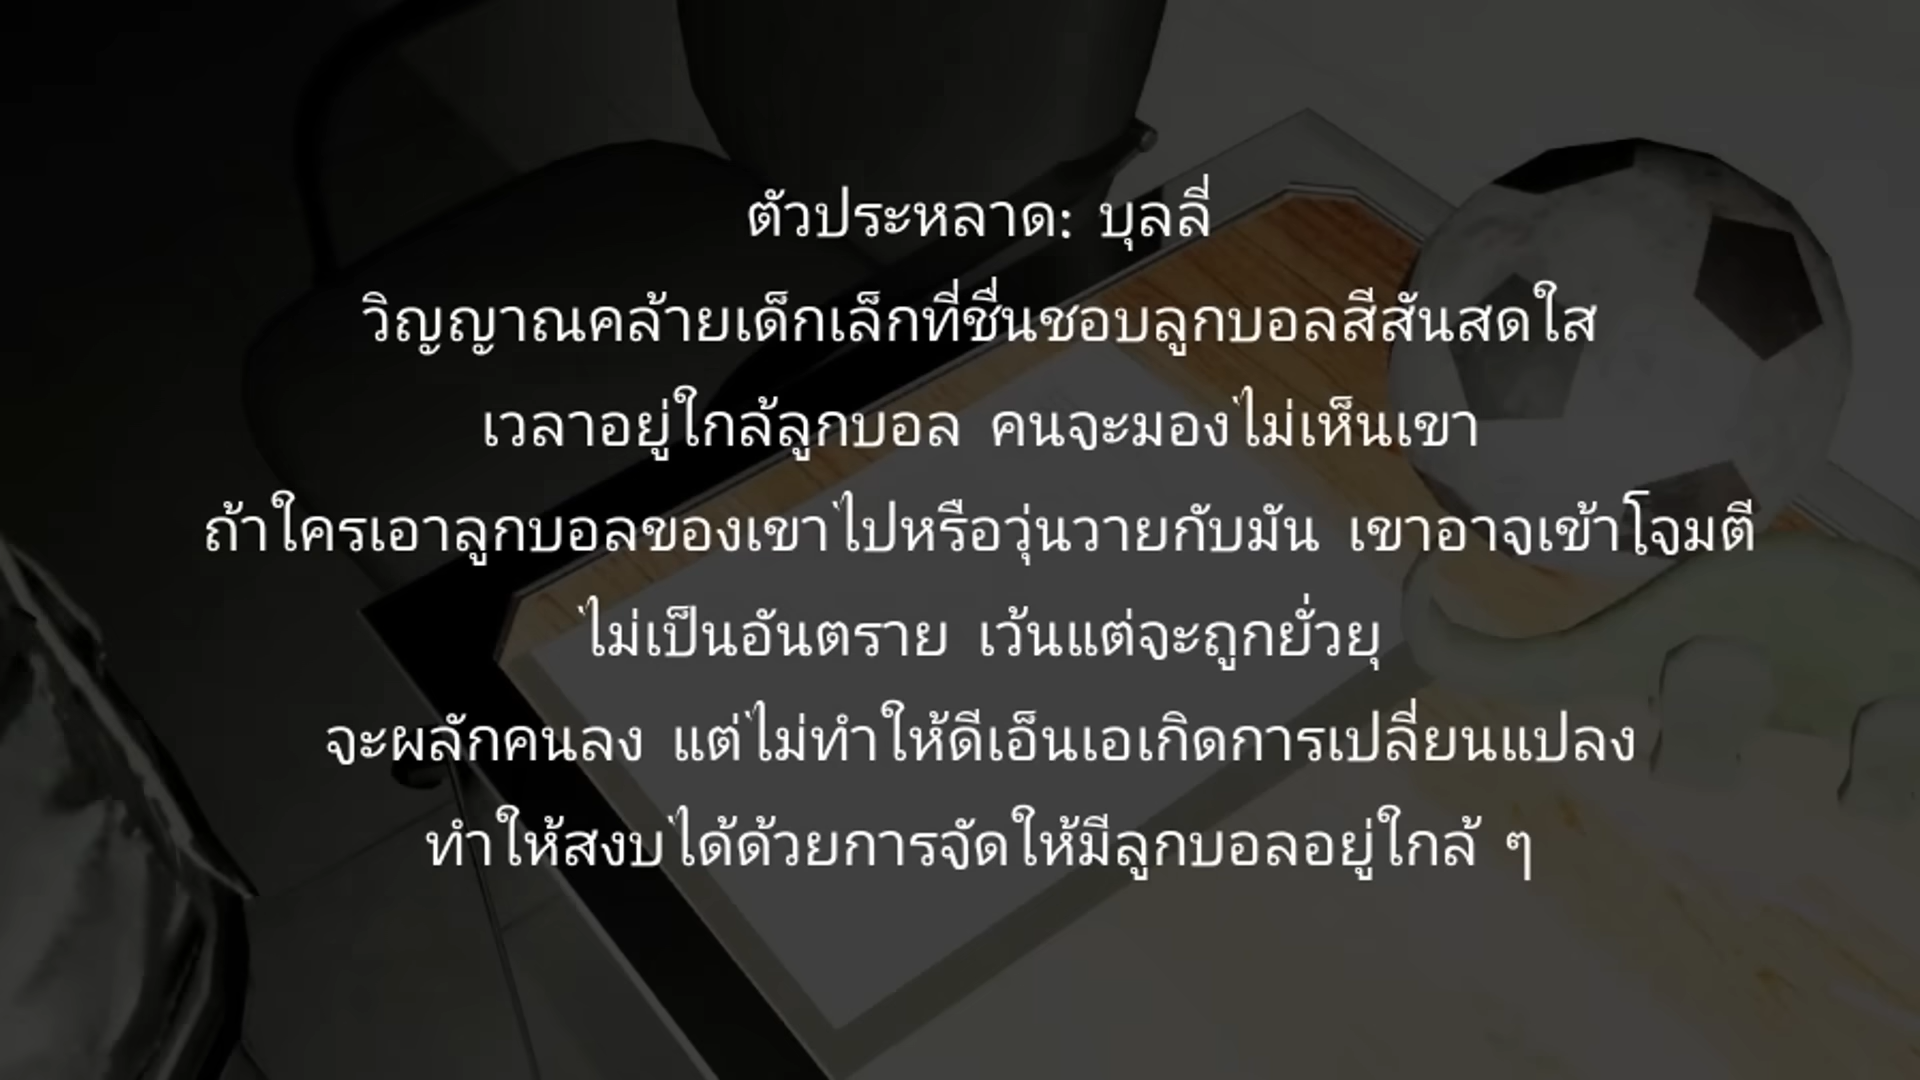 ตัวประหลาด: บุลลี่
วิญญาณคล้ายเด็กเล็กที่ชื่นชอบลูกบอลสีสันสดใส
เวลาอยู่ใกล้ลูกบอล คนจะมองไม่เห็นเขา
ถ้าใครเอาลูกบอลของเขาไปหรือวุ่นวายกับมัน เขาอาจเข้าโจมตี
ไม่เป็นอันตราย เว้นแต่จะถูกยั่วยุ
จะผลักคนลง แต่ไม่ทำให้ดีเอ็นเอเกิดการเปลี่ยนแปลง
ทำให้สงบได้ด้วยการจัดให้มีลูกบอลอยู่ใกล้ ๆ